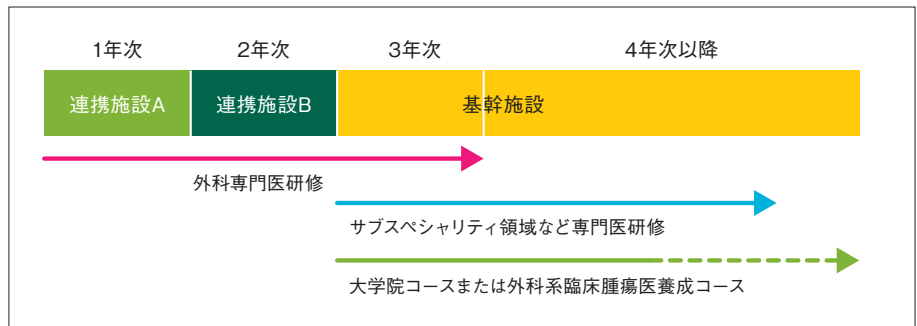 1年次 2年次 3年次 4年次以降
連携施設A 連携施設B 基幹施設
外科専門医研修
サブスペシャリティ領域など専門医研修
大学院コースまたは外科系臨床腫瘍医養成コース